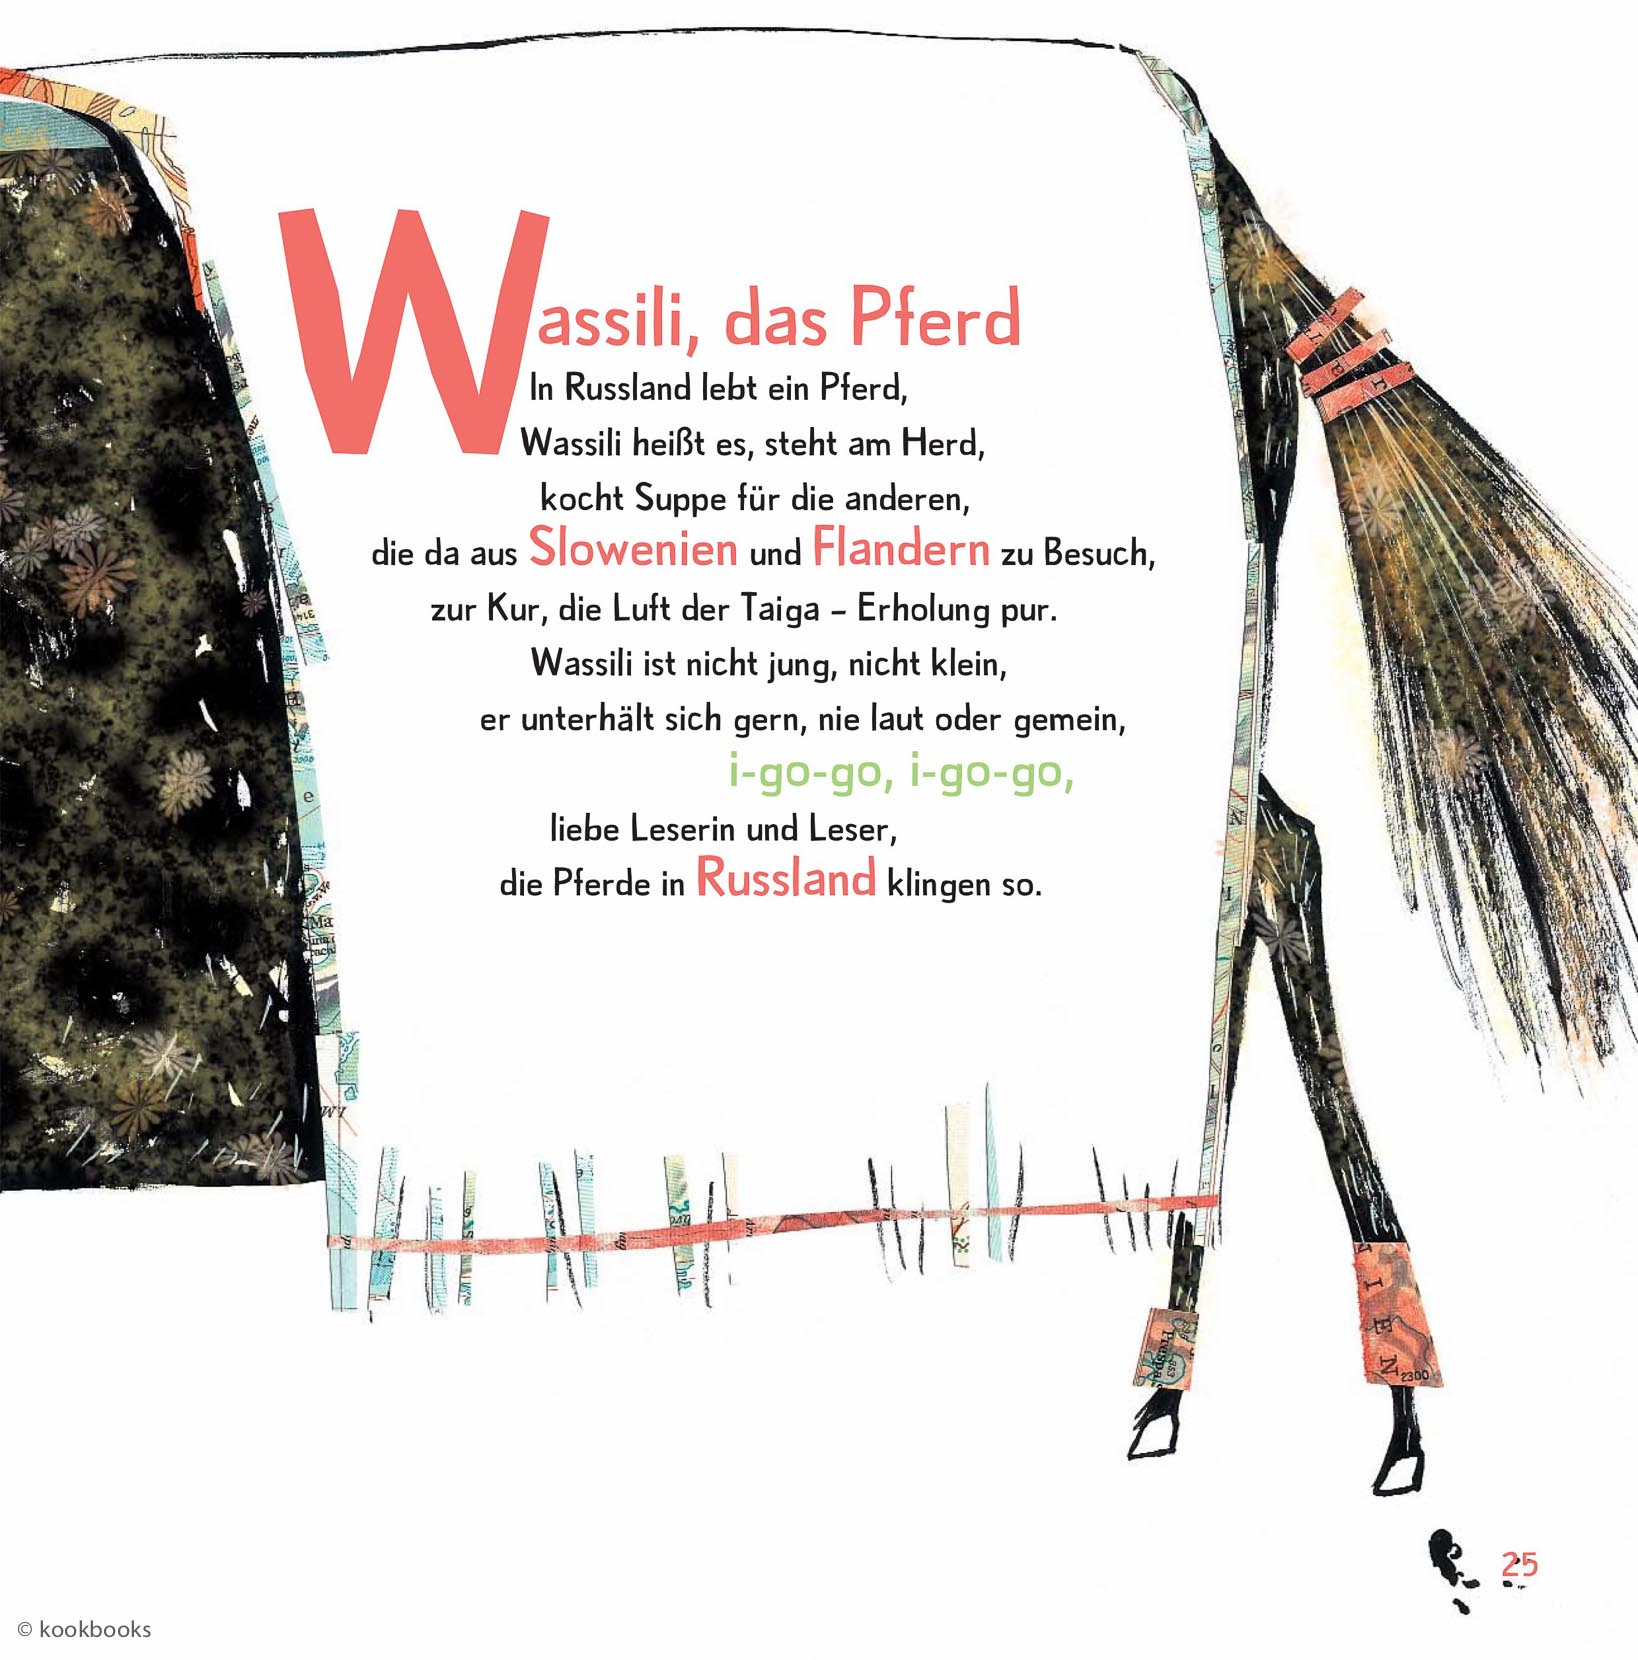 Wassili, das Pferd
In Russland lebt ein Pferd,
Wassili heißt es, steht am Herd,
kocht Suppe für die anderen,
die da aus Slowenien und Flandern zu Besuch,
zur Kur, die Luft der Taiga – Erholung pur.
Wassili ist nicht jung, nicht klein,
er unterhält sich gern, nie laut oder gemein,
i-go-go, i-go-go,
liebe Leserin und Leser,
die Pferde in Russland klingen so.
I E N
2300
25
© kookbooks